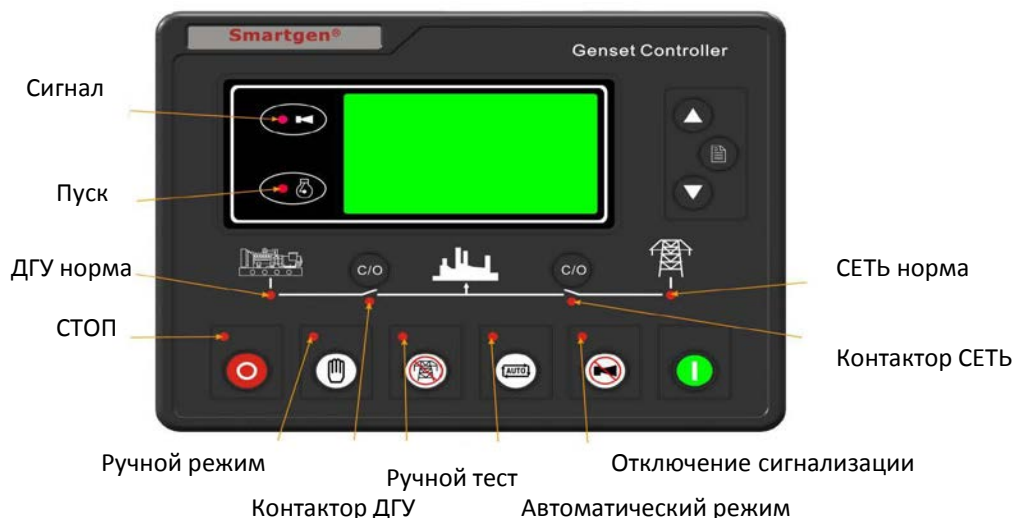 Smartgen®
Genset Controller
Сигнал
Пуск
ДГУ норма
C/O
C/O
СЕТЬ норма
СТОП
Контактор СЕТЬ
AUTO
Ручной режим
Ручной тест
Отключение сигнализации
Контактор ДГУ
Автоматический режим